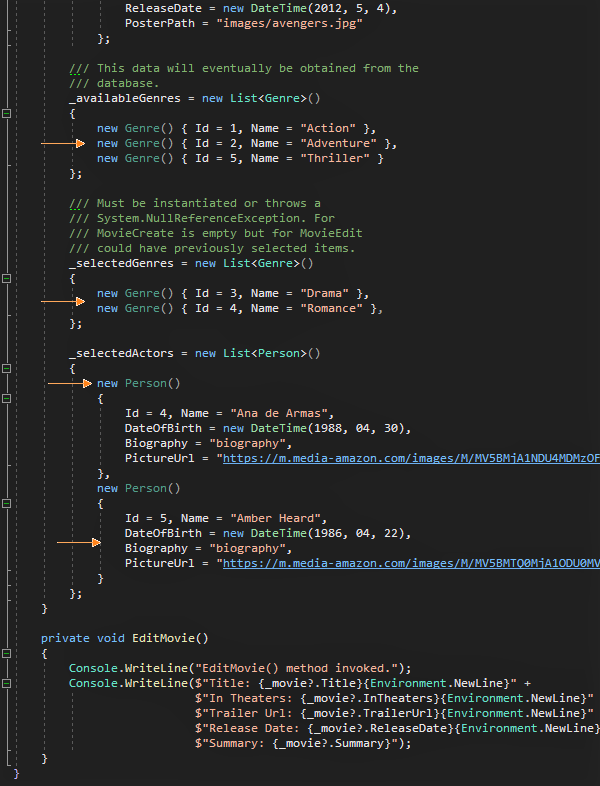 ReleaseDate = new DateTime(2012, 5, 4),
PosterPath = "images/avengers.jpg"
};
/// This data will eventually be obtained from the
/// database.
_availableGenres = new List<Genre>()
{
new Genre() { Id = 1, Name = "Action" },
new Genre() { Id = 2, Name = "Adventure" },
new Genre() { Id = 5, Name = "Thriller" }
};
/// Must be instantiated or throws a
/// System.NullReferenceException. For
/// MovieCreate is empty but for MovieEdit
/// could have previously selected items.
_selectedGenres = new List<Genre>()
{
new Genre() { Id = 3, Name = "Drama" },
new Genre() { Id = 4, Name = "Romance" },
};
_selectedActors = new List<Person>()
{
new Person()
{
Id = 4, Name = "Ana de Armas",
DateOfBirth = new DateTime(1988, 04, 30),
Biography = "biography",
PictureUrl = "https://m.media-amazon.com/images/M/MV5BMjA1NDU4MDMzOF
},
new Person()
{
Id = 5, Name = "Amber Heard",
DateOfBirth = new DateTime(1986, 04, 22),
Biography = "biography",
PictureUrl = "https://m.media-amazon.com/images/M/MV5BMTQ0MjA1ODU0MV
}
};
}
private void EditMovie()
{
Console.WriteLine("EditMovie() method invoked.");
Console.WriteLine($"Title: {_movie?.Title}{Environment.NewLine}" +
$"In Theaters: {_movie?.InTheaters}{Environment.NewLine}"
$"Trailer Url: {_movie?.TrailerUrl}{Environment.NewLine}"
$"Release Date: {_movie?.ReleaseDate}{Environment.NewLine}
$"Summary: {_movie?.Summary}");
}
}